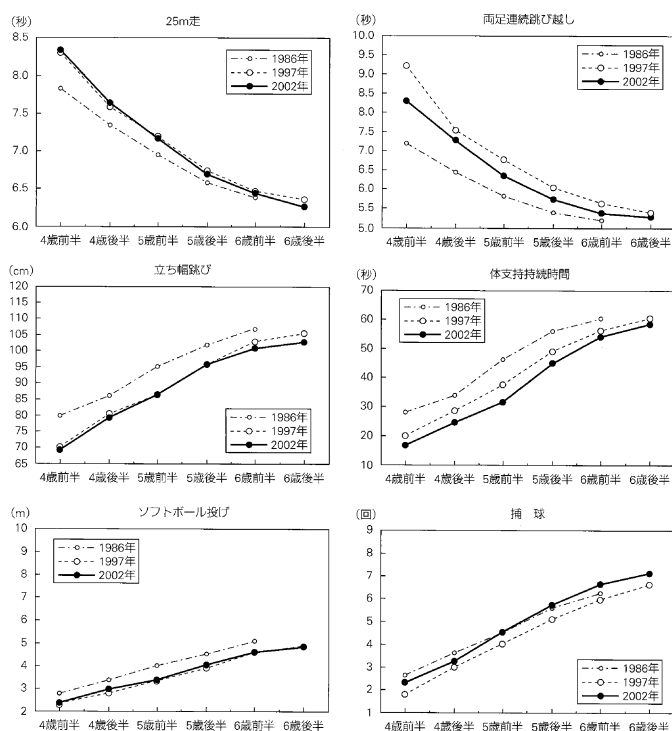 (秒) 25m走
8.5
8.0
7.5
7.0
6.5
6.0
1986年
1997年
2002年
4歳前半 4歳後半 5歳前半 5歳後半 6歳前半 6歳後半
(秒) 両足連続跳び越し
10.0
9.5
9.0
8.5
8.0
7.5
7.0
6.5
6.0
5.5
5.0
1986年
1997年
2002年
4歳前半 4歳後半 5歳前半 5歳後半 6歳前半 6歳後半
(cm) 立ち幅跳び
120
115
110
105
100
95
90
85
80
75
70
65
1986年
1997年
2002年
4歳前半 4歳後半 5歳前半 5歳後半 6歳前半 6歳後半
(秒) 体支持持続時間
70
60
50
40
30
20
10
1986年
1997年
2002年
4歳前半 4歳後半 5歳前半 5歳後半 6歳前半 6歳後半
(m) ソフトボール投げ
10
9
8
7
6
5
4
3
2
1986年
1997年
2002年
4歳前半 4歳後半 5歳前半 5歳後半 6歳前半 6歳後半
(回) 捕 球
9
8
7
6
5
4
3
2
1
1986年
1997年
2002年
4歳前半 4歳後半 5歳前半 5歳後半 6歳前半 6歳後半